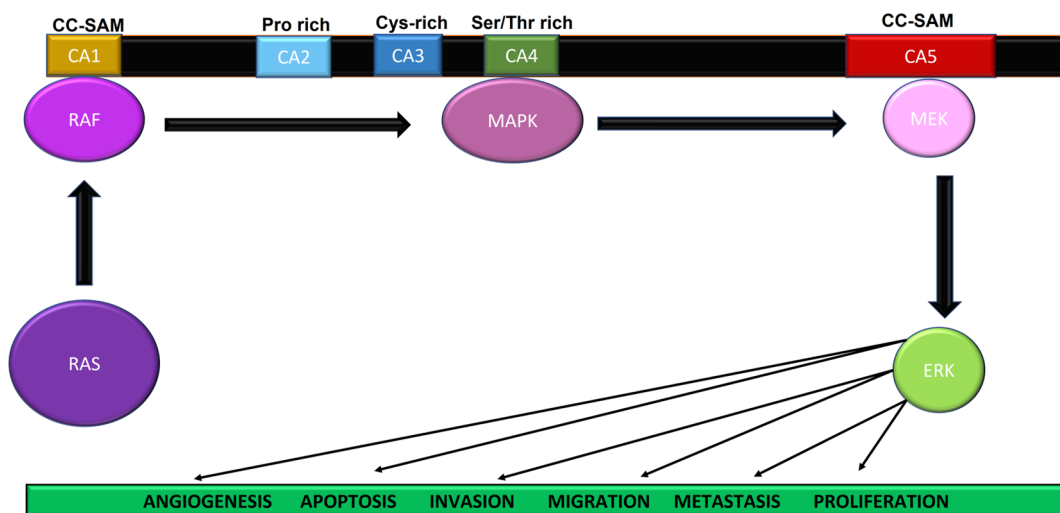 CC-SAM Pro rich Cys-rich Ser/Thr rich CC-SAM
CA1 CA2 CA3 CA4 CA5
RAF MAPK MEK
RAS ERK
ANGIOGENESIS APOPTOSIS INVASION MIGRATION METASTASIS PROLIFERATION